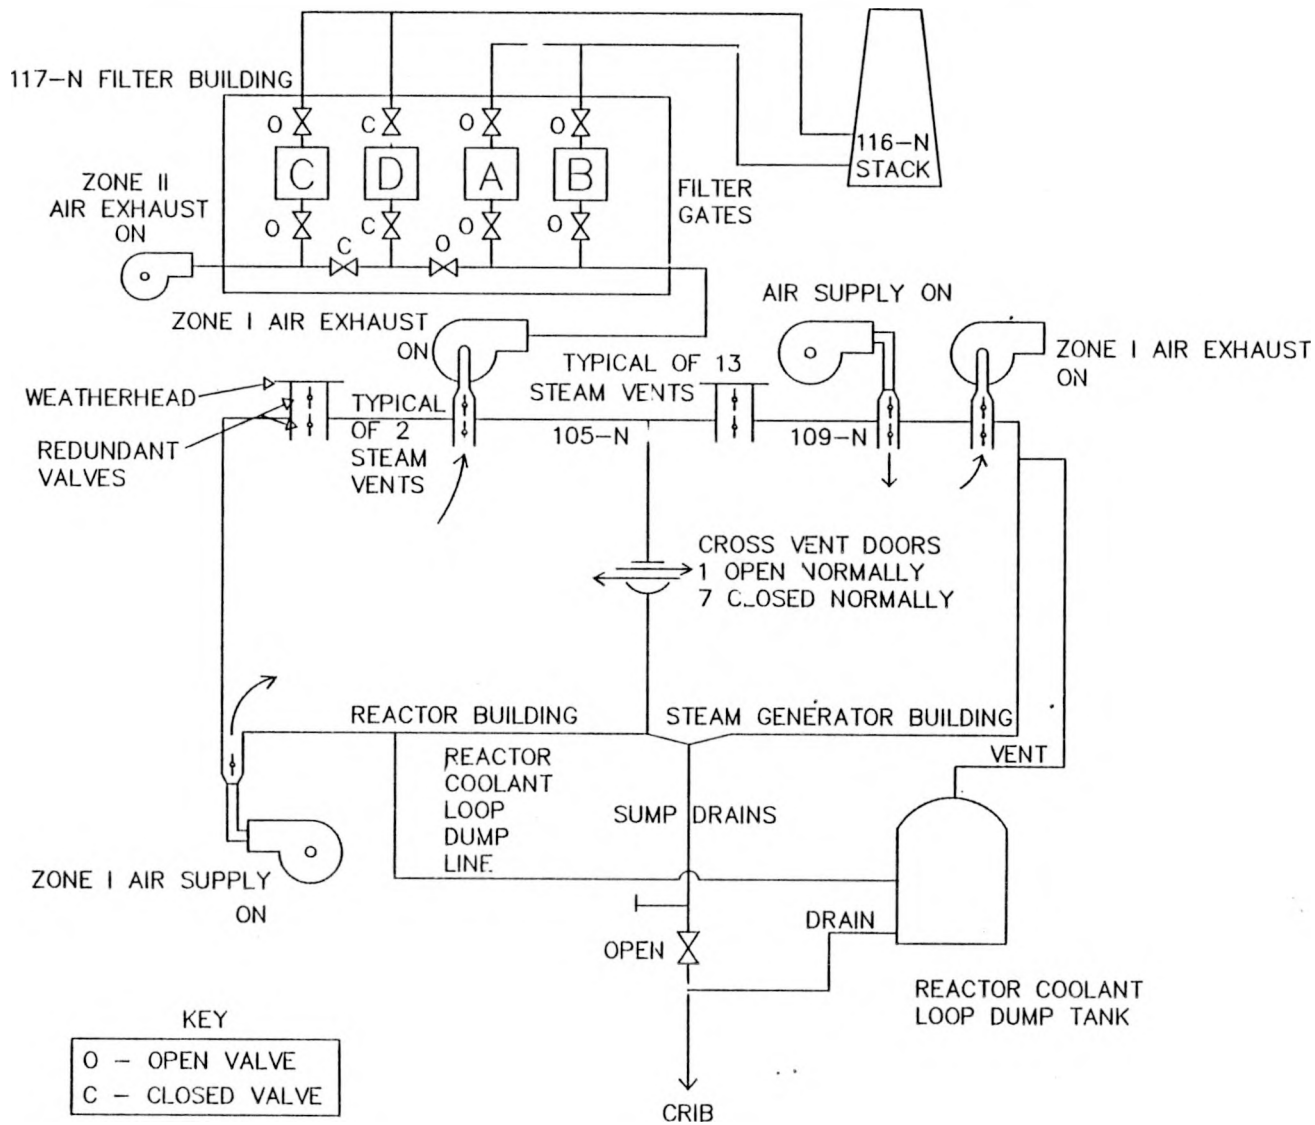 117-N FILTER BUILDING
O
C
O
O
C
D
A
B
116-N
STACK
ZONE II
AIR EXHAUST
ON
FILTER
GATES
O
C
O
O
C
O
ZONE I AIR EXHAUST
ON
AIR SUPPLY ON
ZONE I AIR EXHAUST
ON
TYPICAL OF 13
STEAM VENTS
WEATHERHEAD
REDUNDANT
VALVES
TYPICAL
OF 2
STEAM
VENTS
105-N
109-N
CROSS VENT DOORS
1 OPEN NORMALLY
7 CLOSED NORMALLY
REACTOR BUILDING
STEAM GENERATOR BUILDING
VENT
REACTOR
COOLANT
LOOP
DUMP
LINE
SUMP DRAINS
ZONE I AIR SUPPLY
ON
DRAIN
OPEN
REACTOR COOLANT
LOOP DUMP TANK
KEY
O - OPEN VALVE
C - CLOSED VALVE
CRIB